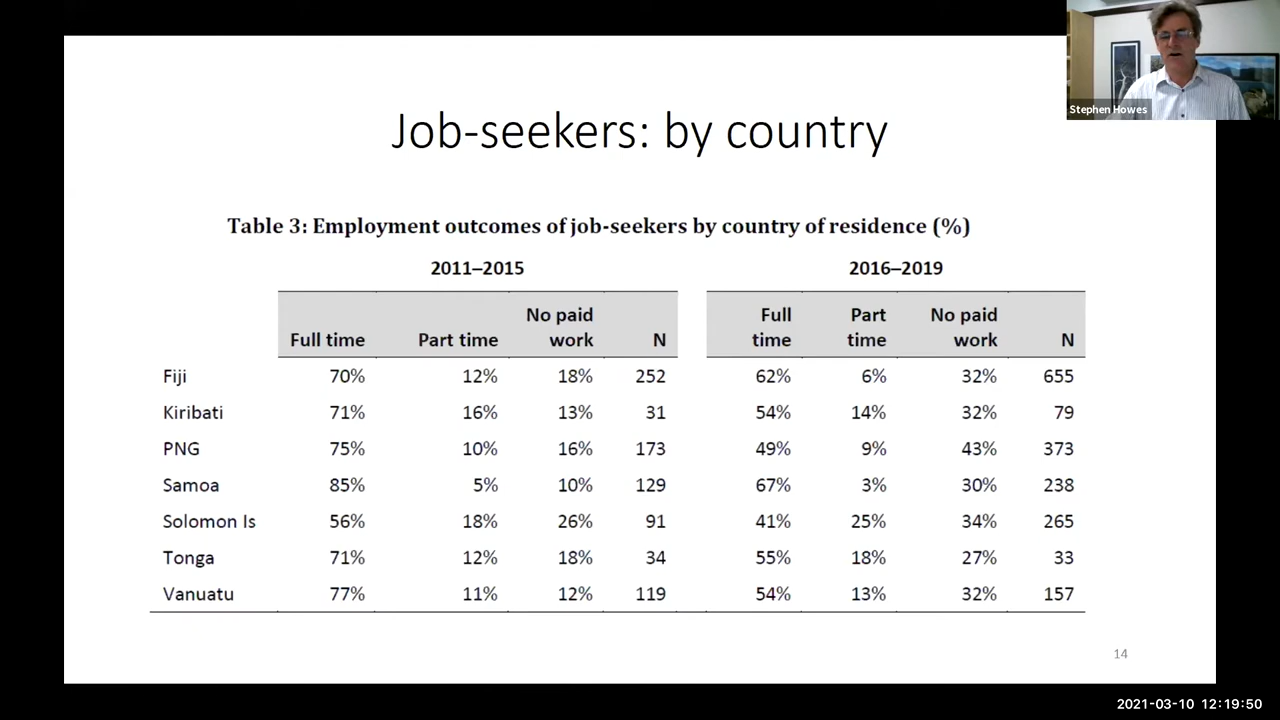 Stephen Howes
Job-seekers: by country
Table 3: Employment outcomes of job-seekers by country of residence (%)
2011–2015 2016–2019
Full time Part time No paid work N Full time Part time No paid work N
Fiji 70% 12% 18% 252 62% 6% 32% 655
Kiribati 71% 16% 13% 31 54% 14% 32% 79
PNG 75% 10% 16% 173 49% 9% 43% 373
Samoa 85% 5% 10% 129 67% 3% 30% 238
Solomon Is 56% 18% 26% 91 41% 25% 34% 265
Tonga 71% 12% 18% 34 55% 18% 27% 33
Vanuatu 77% 11% 12% 119 54% 13% 32% 157
14
2021-03-10 12:19:50